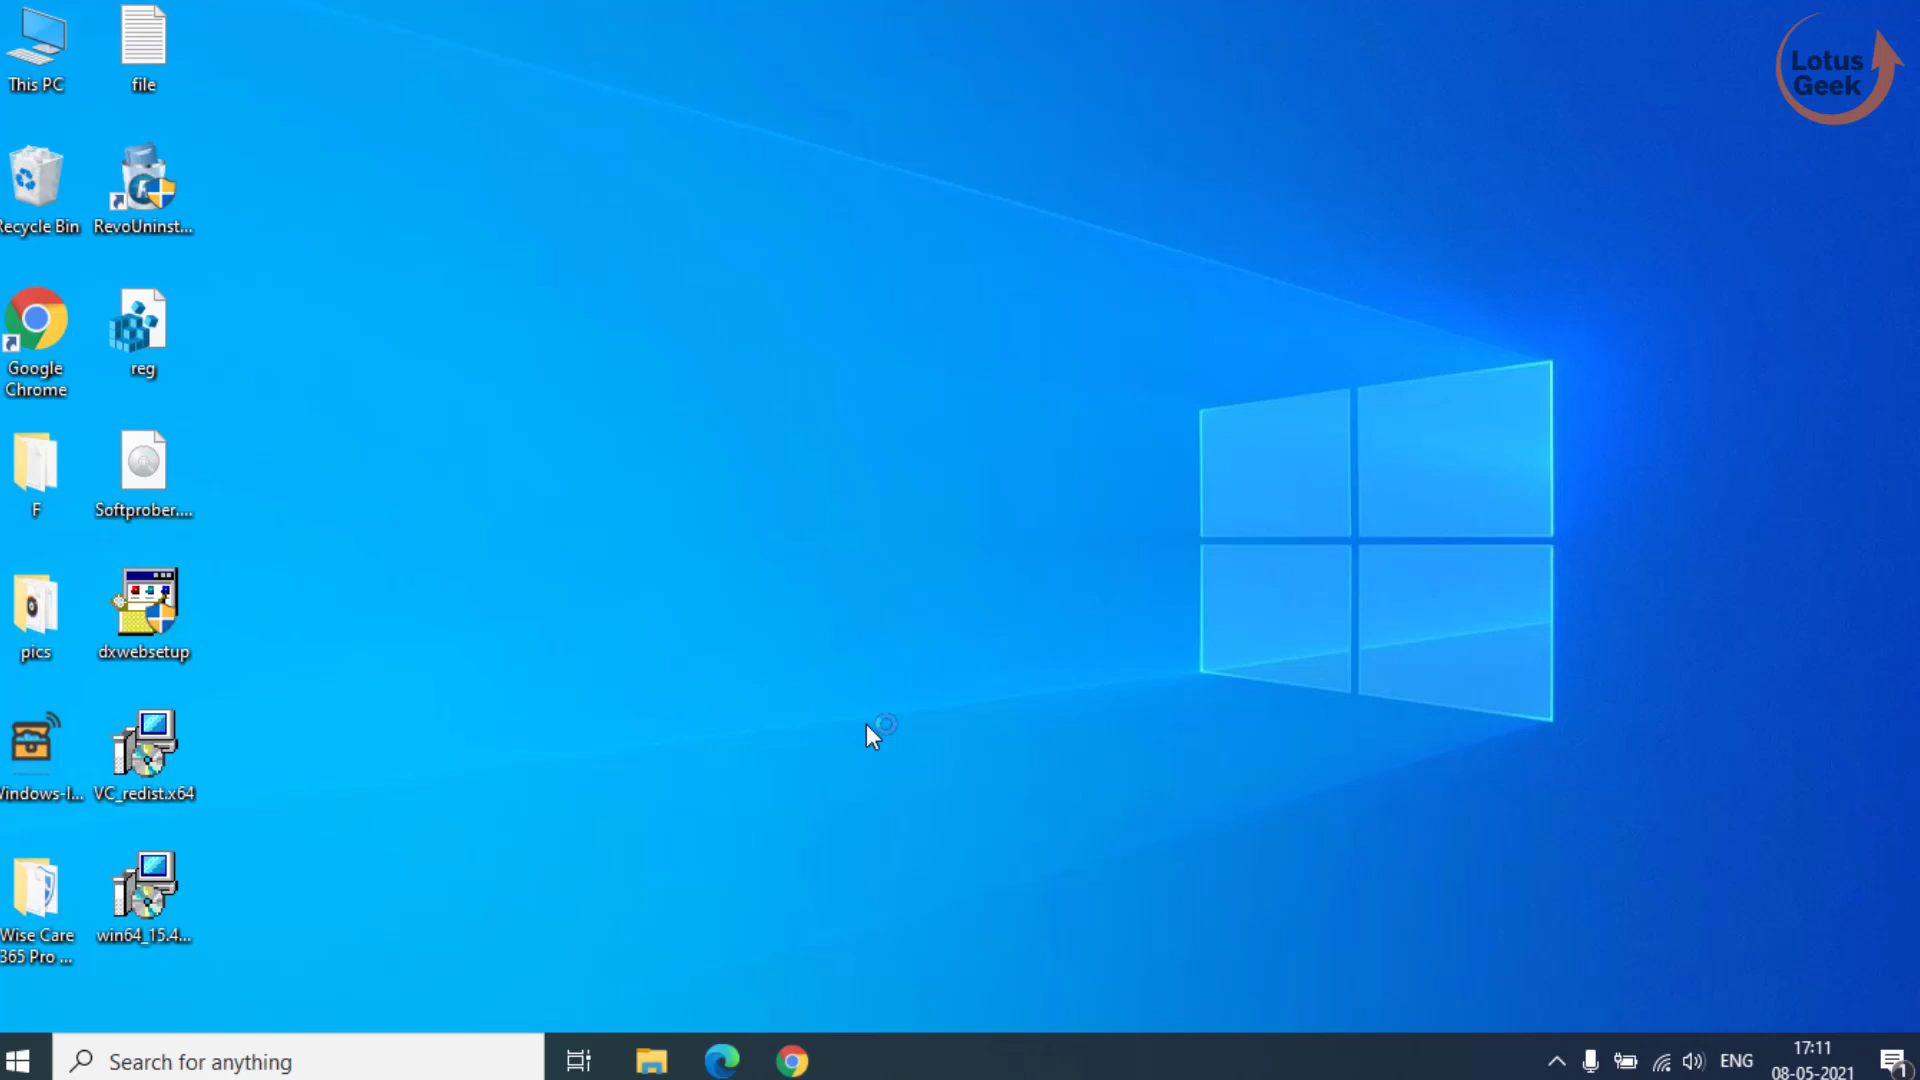 This PC
file
Lotus
Geek
Recycle Bin
RevoUninst...
Google
Chrome
reg
F
Softprober....
pics
dxwebsetup
Windows-I...
VC_redist.x64
Wise Care
365 Pro ...
win64_15.4...
Search for anything
ENG
17:11
08-05-2021
1